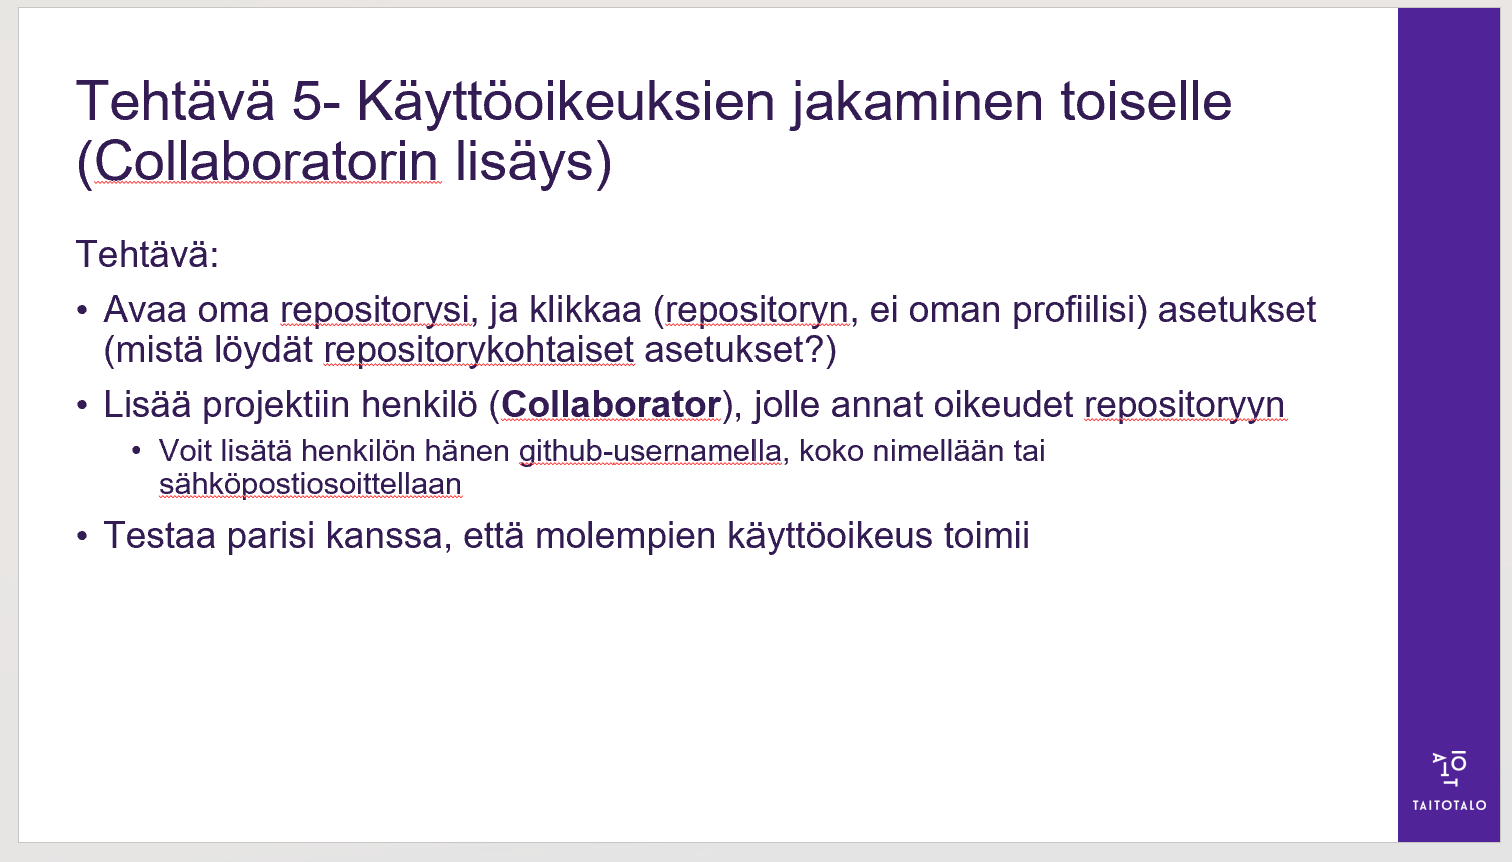 Tehtävä 5- Käyttöoikeuksien jakaminen toiselle
(Collaboratorin lisäys)
Tehtävä:
• Avaa oma repositorysi, ja klikkaa (repositoryn, ei oman profiilisi) asetukset
(mistä löydät repositorykohtaiset asetukset?)
• Lisää projektiin henkilö (Collaborator), jolle annat oikeudet repositoryyn
• Voit lisätä henkilön hänen github-usernamella, koko nimellään tai
sähköpostiosoittellaan
• Testaa parisi kanssa, että molempien käyttöoikeus toimii
TAITOTALO